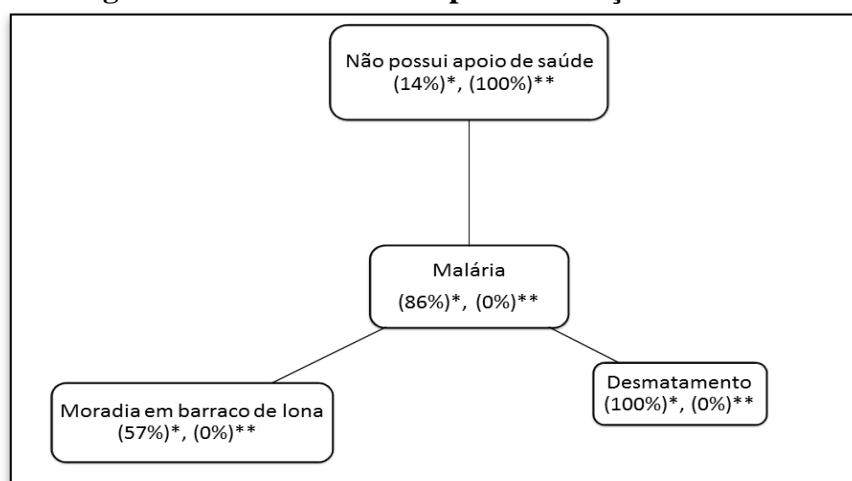 Não possui apoio de saúde
(14%)*, (100%)**
Malária
(86%)*, (0%)**
Moradia em barraco de lona
(57%)*, (0%)**
Desmatamento
(100%)*, (0%)**